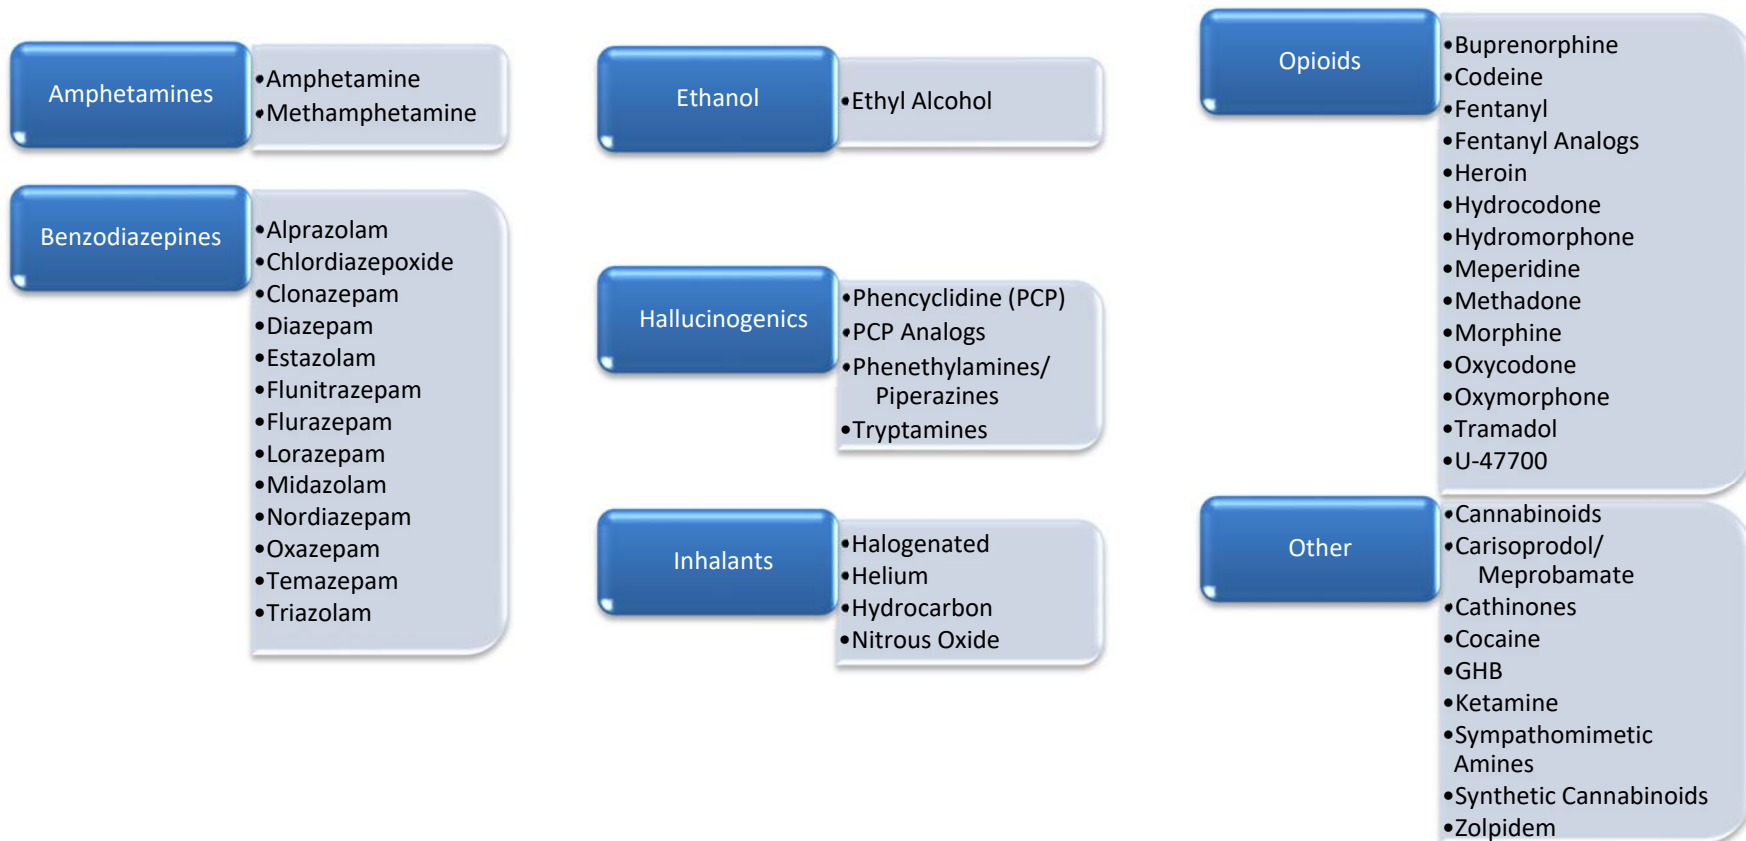 Amphetamines
•Amphetamine
•Methamphetamine
Benzodiazepines
•Alprazolam
•Chlordiazepoxide
•Clonazepam
•Diazepam
•Estazolam
•Flunitrazepam
•Flurazepam
•Lorazepam
•Midazolam
•Nordiazepam
•Oxazepam
•Temazepam
•Triazolam
Ethanol
•Ethyl Alcohol
Hallucinogenics
•Phencyclidine (PCP)
•PCP Analogs
•Phenethylamines/
Piperazines
•Tryptamines
Inhalants
•Halogenated
•Helium
•Hydrocarbon
•Nitrous Oxide
Opioids
•Buprenorphine
•Codeine
•Fentanyl
•Fentanyl Analogs
•Heroin
•Hydrocodone
•Hydromorphone
•Meperidine
•Methadone
•Morphine
•Oxycodone
•Oxymorphone
•Tramadol
•U-47700
Other
•Cannabinoids
•Carisoprodol/
Meprobamate
•Cathinones
•Cocaine
•GHB
•Ketamine
•Sympathomimetic
Amines
•Synthetic Cannabinoids
•Zolpidem